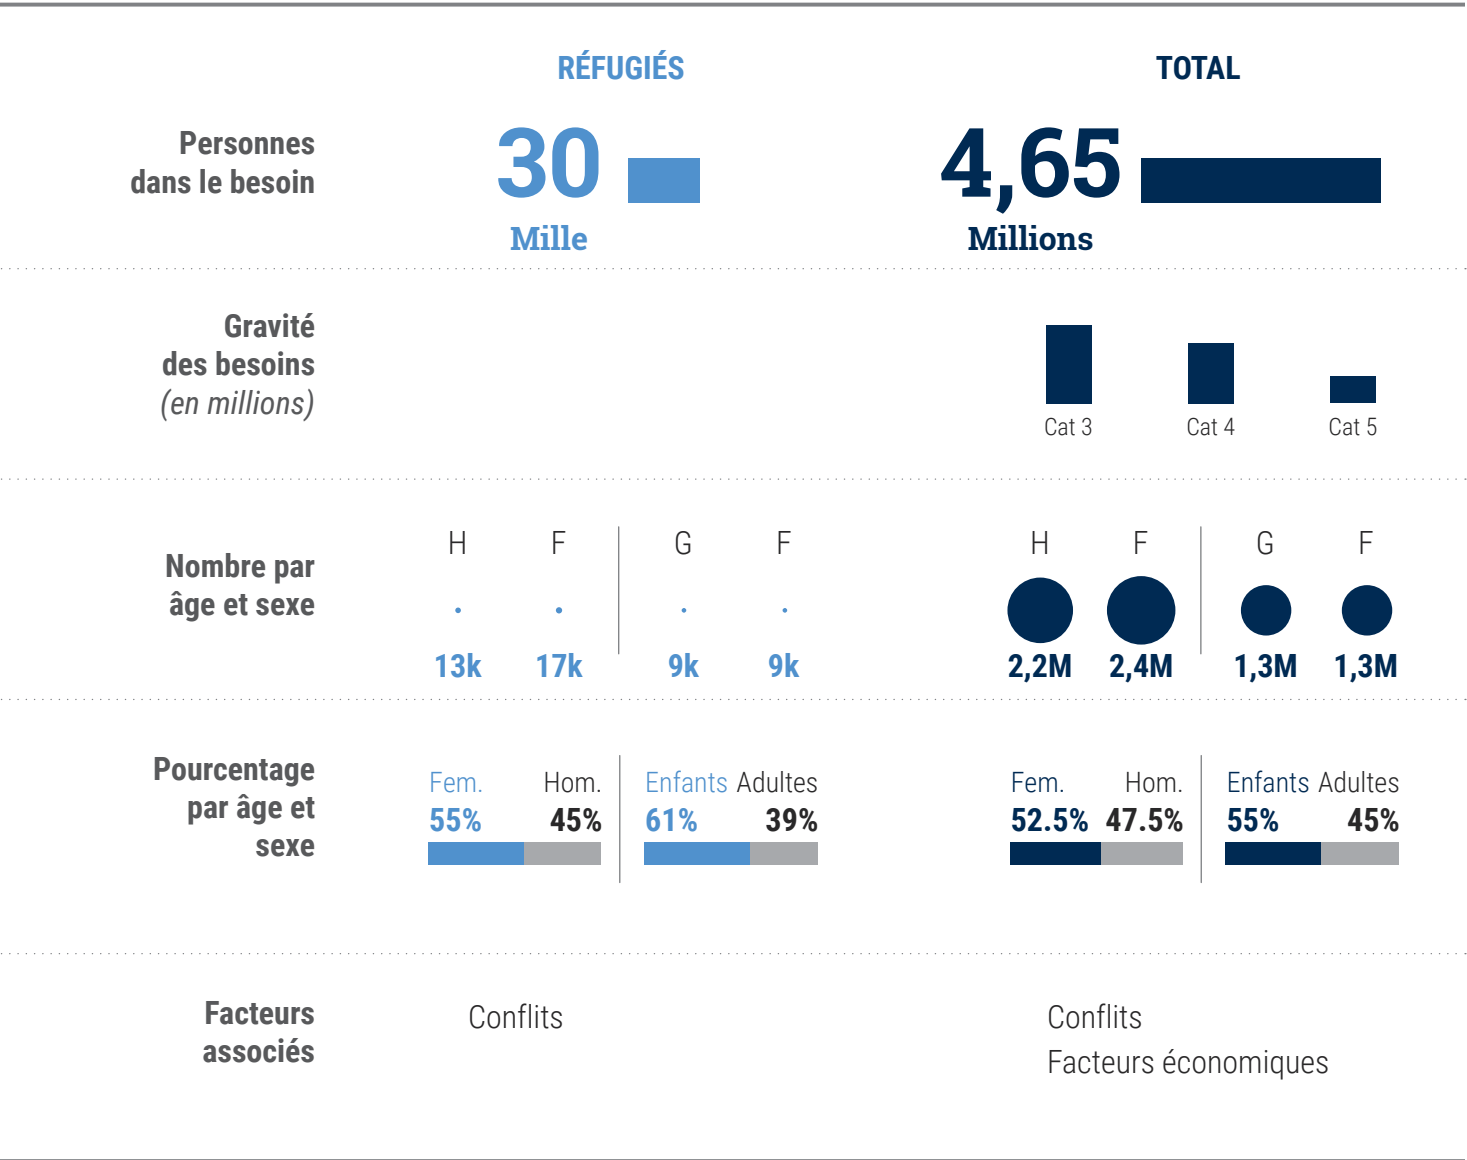 RÉFUGIÉS
TOTAL
Personnes
dans le besoin
30
Mille
4,65
Millions
Gravité
des besoins
(en millions)
Cat 3
Cat 4
Cat 5
Nombre par
âge et sexe
H F G F
13k 17k 9k 9k
H F G F
2,2M 2,4M 1,3M 1,3M
Pourcentage
par âge et
sexe
Fem. Hom. Enfants Adultes
55% 45% 61% 39%
Fem. Hom. Enfants Adultes
52.5% 47.5% 55% 45%
Facteurs
associés
Conflits
Conflits
Facteurs économiques